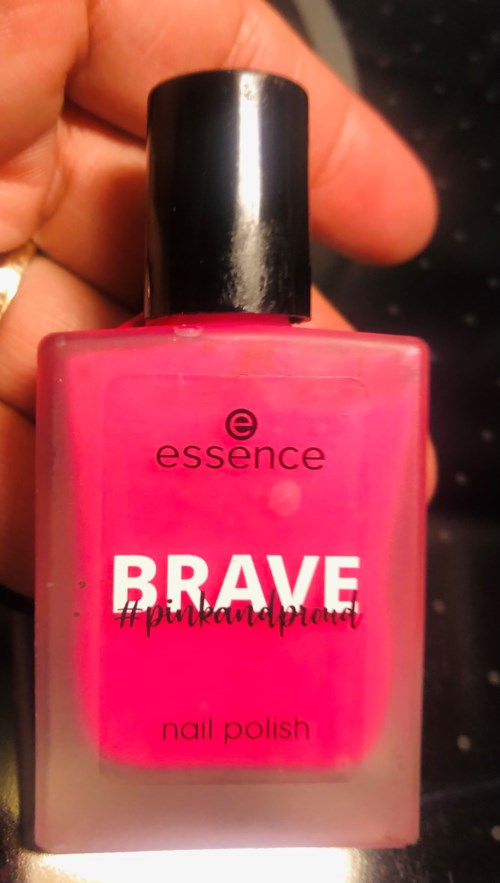 e
essence
BRAVE
#pinkandproud
nail polish